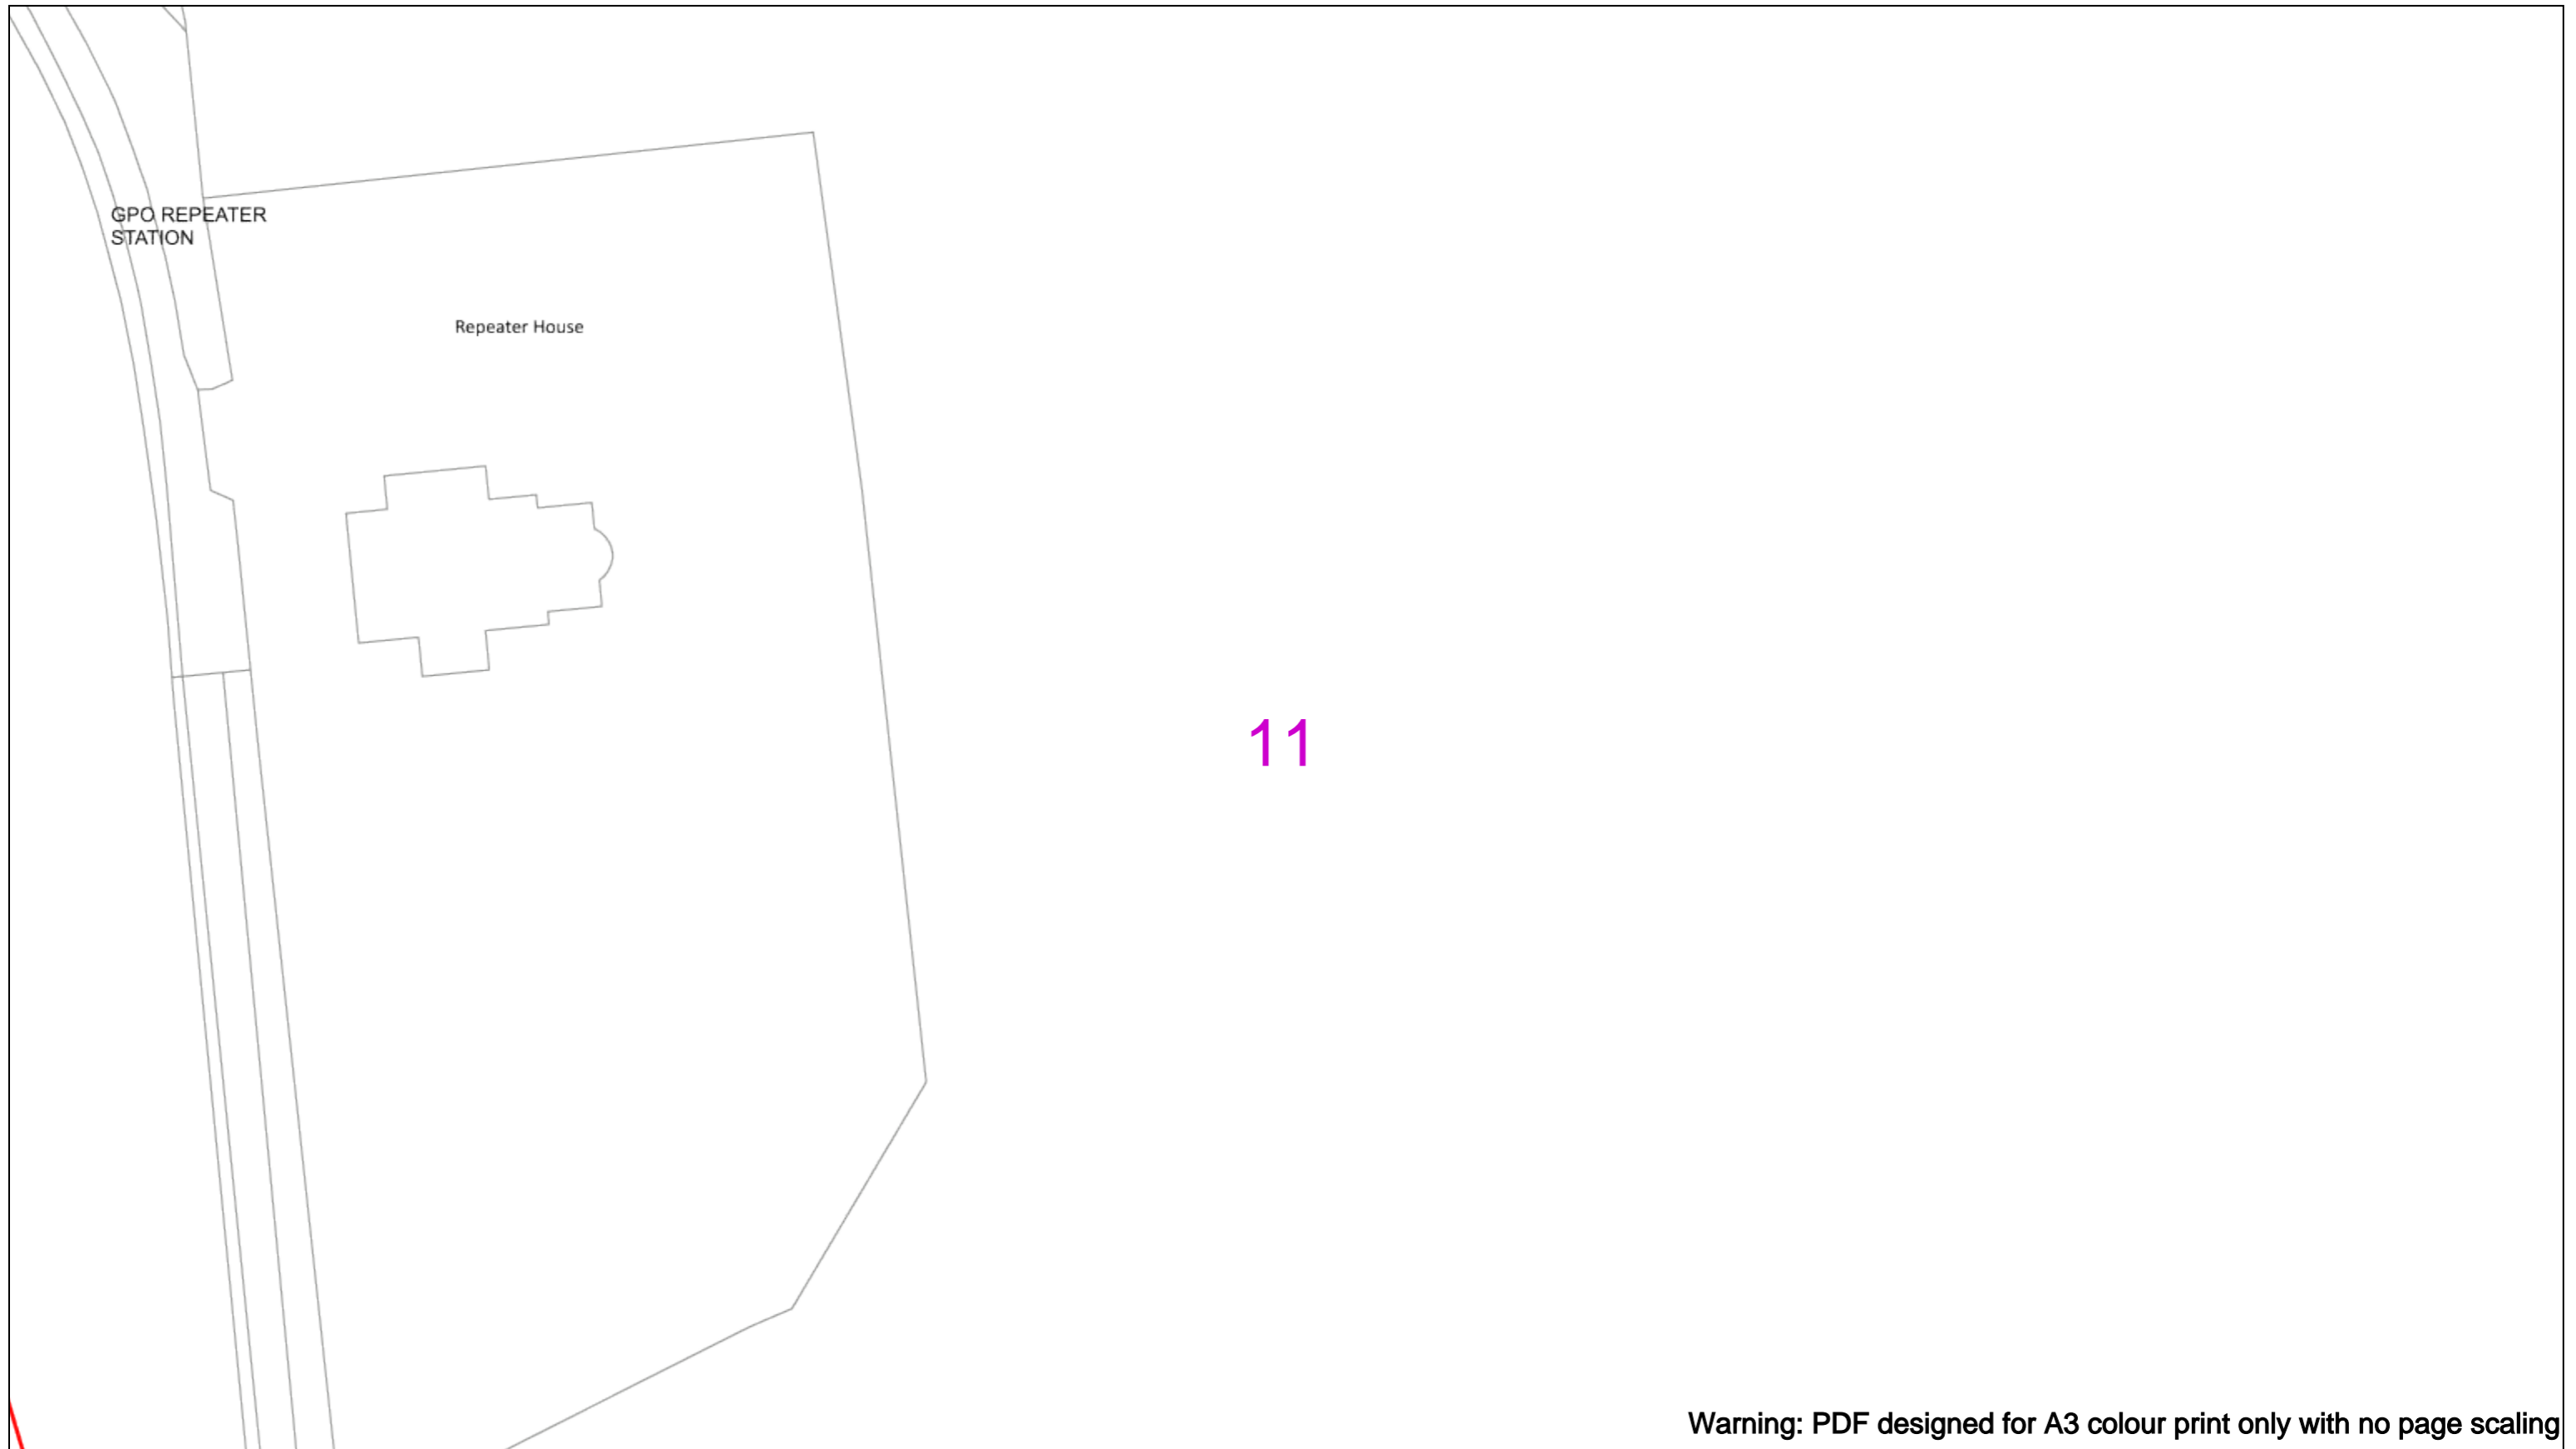 GPO REPEATER
STATION
Repeater House
11
Warning: PDF designed for A3 colour print only with no page scaling